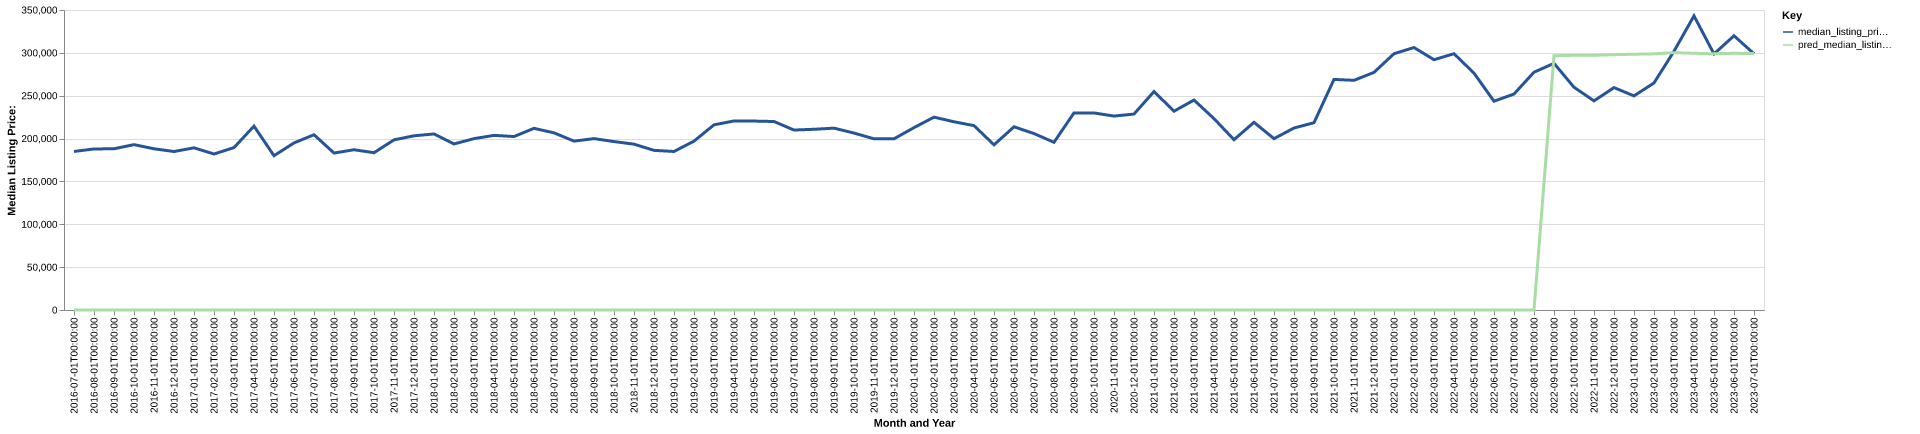 350,000
300,000
250,000
200,000
150,000
100,000
50,000
0
Median Listing Price:
2016-07-01T00:00:00
2016-08-01T00:00:00
2016-09-01T00:00:00
2016-10-01T00:00:00
2016-11-01T00:00:00
2016-12-01T00:00:00
2017-01-01T00:00:00
2017-02-01T00:00:00
2017-03-01T00:00:00
2017-04-01T00:00:00
2017-05-01T00:00:00
2017-06-01T00:00:00
2017-07-01T00:00:00
2017-08-01T00:00:00
2017-09-01T00:00:00
2017-10-01T00:00:00
2017-11-01T00:00:00
2017-12-01T00:00:00
2018-01-01T00:00:00
2018-02-01T00:00:00
2018-03-01T00:00:00
2018-04-01T00:00:00
2018-05-01T00:00:00
2018-06-01T00:00:00
2018-07-01T00:00:00
2018-08-01T00:00:00
2018-09-01T00:00:00
2018-10-01T00:00:00
2018-11-01T00:00:00
2018-12-01T00:00:00
2019-01-01T00:00:00
2019-02-01T00:00:00
2019-03-01T00:00:00
2019-04-01T00:00:00
2019-05-01T00:00:00
2019-06-01T00:00:00
2019-07-01T00:00:00
2019-08-01T00:00:00
2019-09-01T00:00:00
2019-10-01T00:00:00
2019-11-01T00:00:00
2019-12-01T00:00:00
2020-01-01T00:00:00
2020-02-01T00:00:00
2020-03-01T00:00:00
2020-04-01T00:00:00
2020-05-01T00:00:00
2020-06-01T00:00:00
2020-07-01T00:00:00
2020-08-01T00:00:00
2020-09-01T00:00:00
2020-10-01T00:00:00
2020-11-01T00:00:00
2020-12-01T00:00:00
2021-01-01T00:00:00
2021-02-01T00:00:00
2021-03-01T00:00:00
2021-04-01T00:00:00
2021-05-01T00:00:00
2021-06-01T00:00:00
2021-07-01T00:00:00
2021-08-01T00:00:00
2021-09-01T00:00:00
2021-10-01T00:00:00
2021-11-01T00:00:00
2021-12-01T00:00:00
2022-01-01T00:00:00
2022-02-01T00:00:00
2022-03-01T00:00:00
2022-04-01T00:00:00
2022-05-01T00:00:00
2022-06-01T00:00:00
2022-07-01T00:00:00
2022-08-01T00:00:00
2022-09-01T00:00:00
2022-10-01T00:00:00
2022-11-01T00:00:00
2022-12-01T00:00:00
2023-01-01T00:00:00
2023-02-01T00:00:00
2023-03-01T00:00:00
2023-04-01T00:00:00
2023-05-01T00:00:00
2023-06-01T00:00:00
2023-07-01T00:00:00
Month and Year
Key
median_listing_pri…
pred_median_listin…